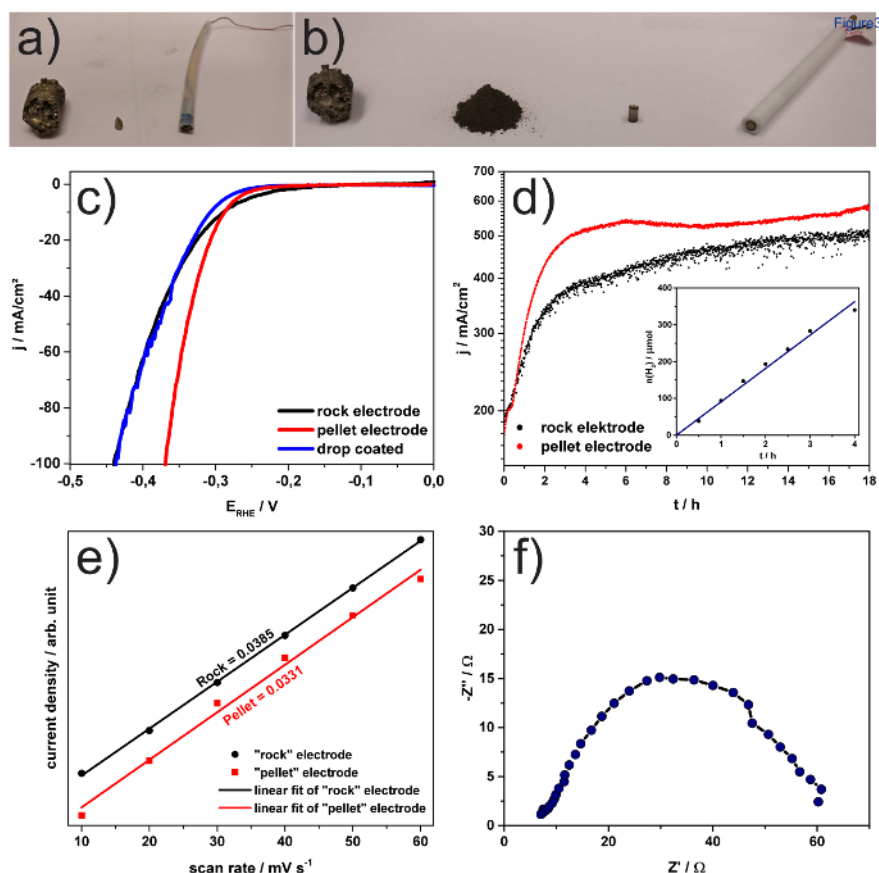 a)
b)
Figure3
c)
0
-20
-40
-60
-80
-100
j / mA/cm²
rock electrode
pellet electrode
drop coated
-0,5
-0,4
-0,3
-0,2
-0,1
0,0
E_RHE / V
d)
700
600
500
400
300
200
j / mA/cm²
rock elektrode
pellet electrode
400
300
200
100
0
n(H₂) / µmol
0
1
2
3
4
t / h
0
2
4
6
8
10
12
14
16
18
t / h
e)
current density / arb. unit
Rock = 0.0385
Pellet = 0.0331
"rock" electrode
"pellet" electrode
linear fit of "rock" electrode
linear fit of "pellet" electrode
10
20
30
40
50
60
scan rate / mV s⁻¹
f)
30
25
20
15
10
5
0
-Z'' / Ω
0
20
40
60
80
Z' / Ω